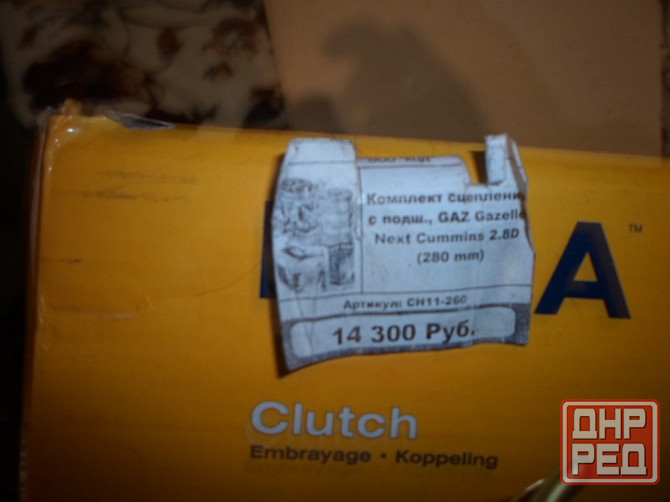 Комплект сцеплени
с подш., GAZ Gazelle
Next Cummins 2.8D
(280 mm)
Артикул: CH11-260
14 300 Руб.
A™
Clutch
Embrayage • Koppeling
ДНР
РЕД